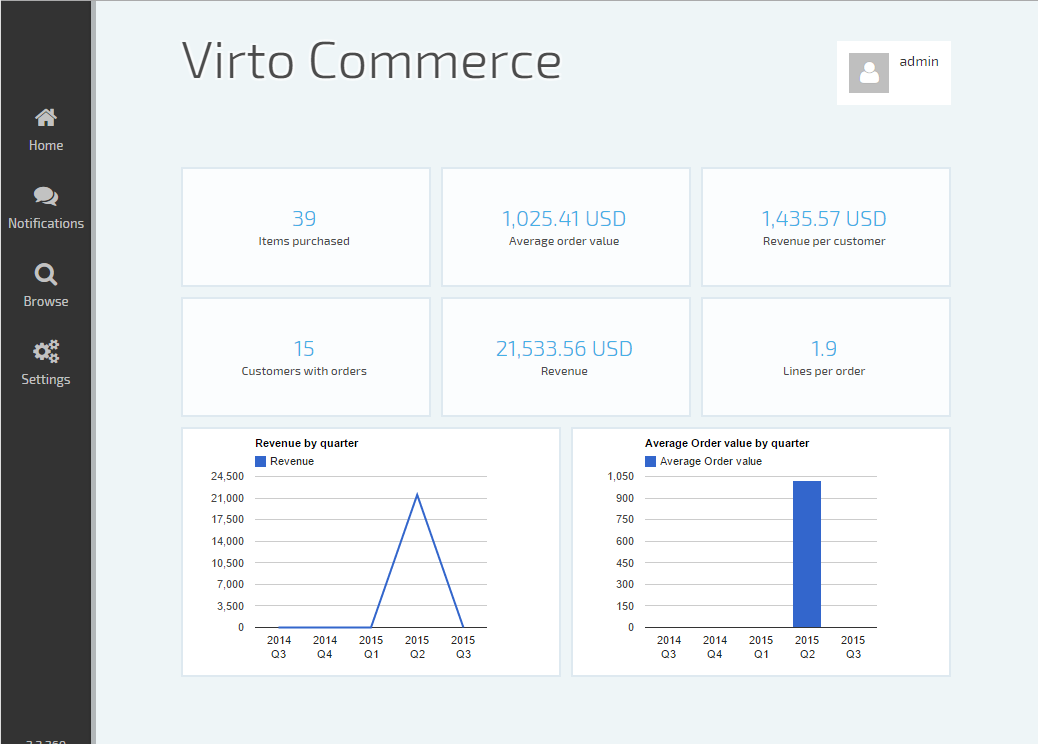 Virto Commerce
admin
Home
Notifications
Browse
Settings
39
Items purchased
1,025.41 USD
Average order value
1,435.57 USD
Revenue per customer
15
Customers with orders
21,533.56 USD
Revenue
1.9
Lines per order
Revenue by quarter
Revenue
24,500
21,000
17,500
14,000
10,500
7,000
3,500
0
2014 2014 2015 2015 2015
Q3 Q4 Q1 Q2 Q3
Average Order value by quarter
Average Order value
1,050
900
750
600
450
300
150
0
2014 2014 2015 2015 2015
Q3 Q4 Q1 Q2 Q3